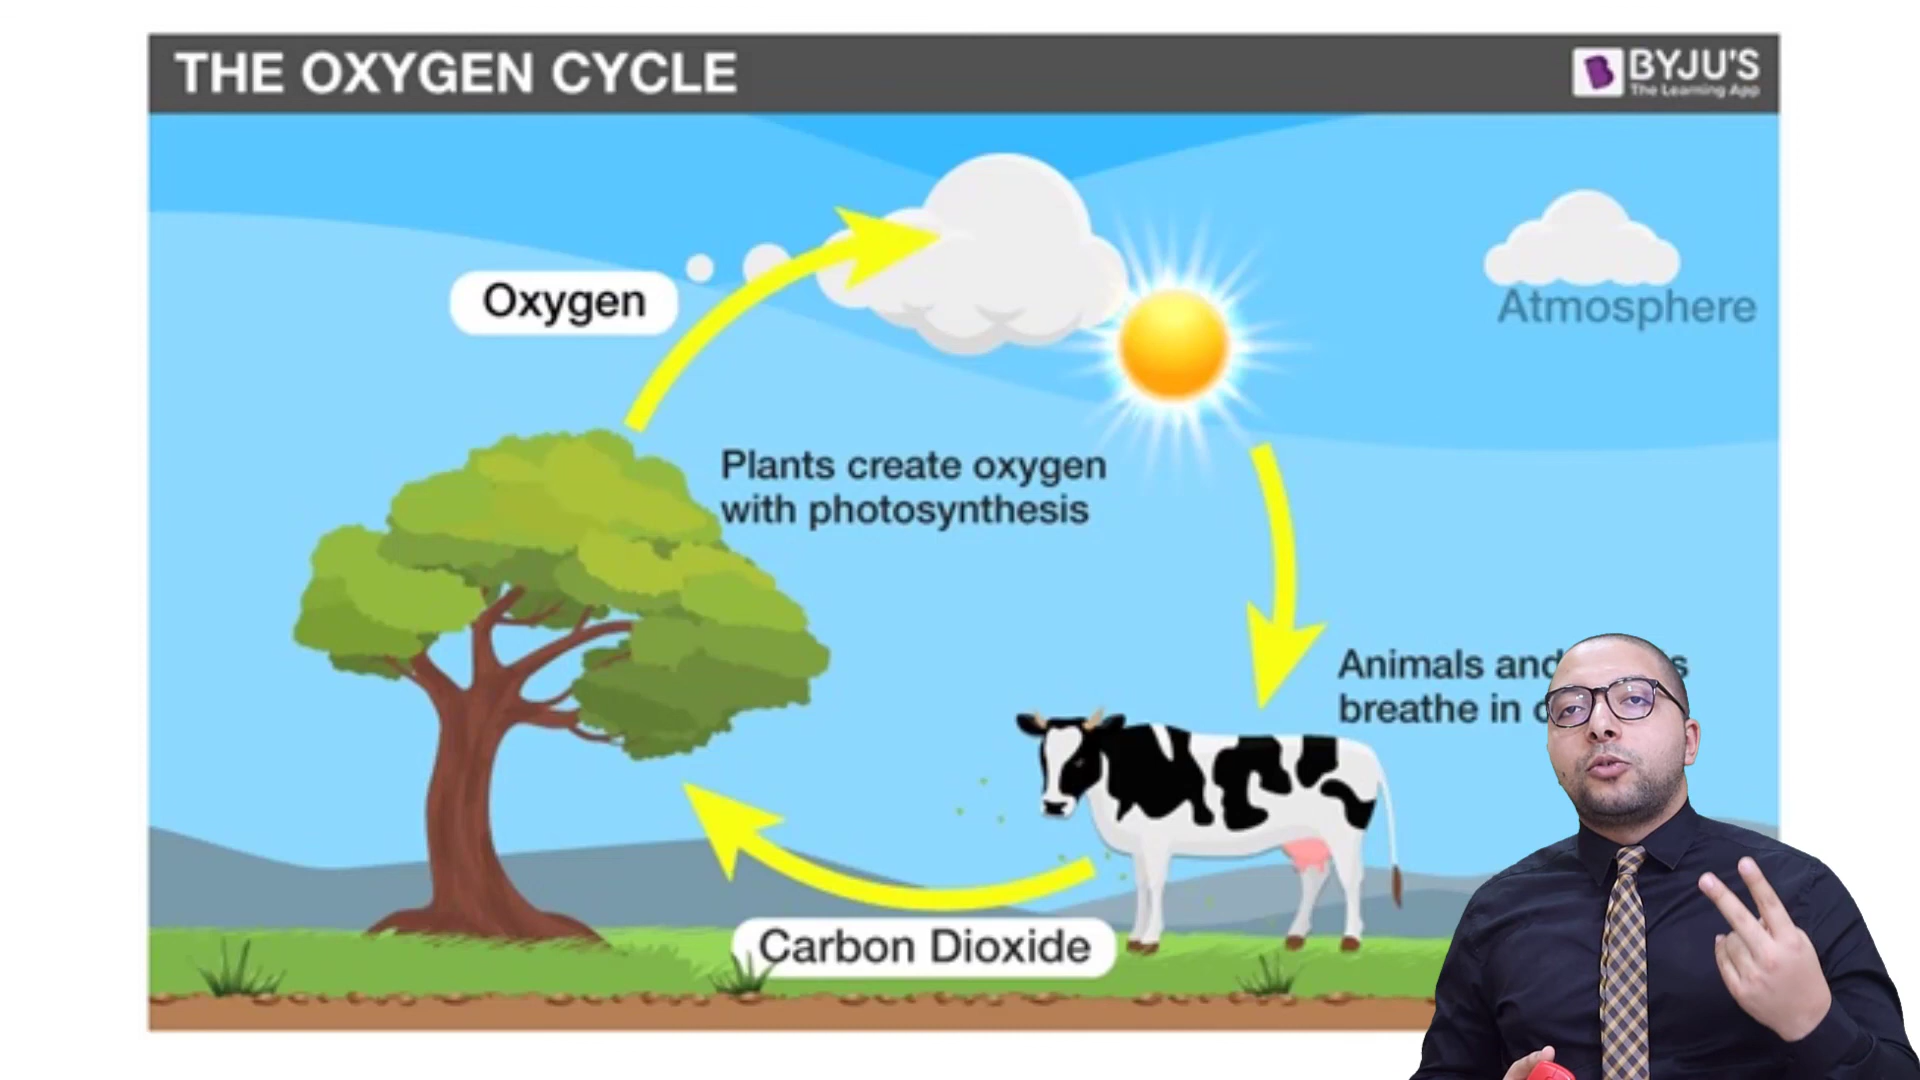 THE OXYGEN CYCLE
BYJU'S
The Learning App
Oxygen
Atmosphere
Plants create oxygen
with photosynthesis
Animals and
breathe in
Carbon Dioxide